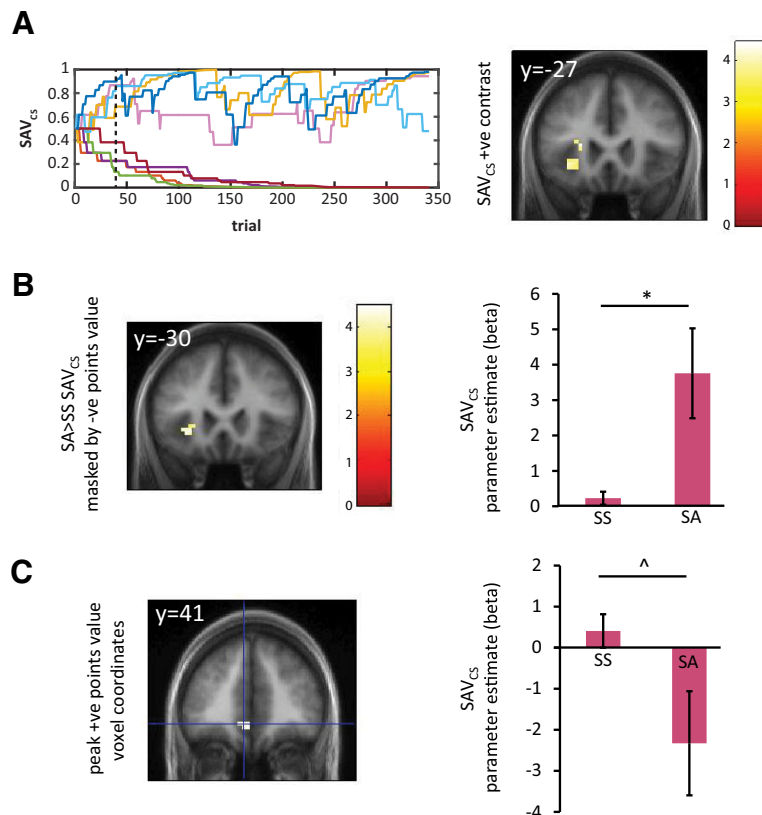 A
1
0.8
0.6
0.4
0.2
0
SAVcs
0 50 100 150 200 250 300 350
trial
SAVcs +ve contrast
y=-27
4
3
2
1
0
B
SA>SS SAVcs
masked by -ve points value
y=-30
4
3
2
1
0
SAVcs
parameter estimate (beta)
6
5
4
3
2
1
0
*
SS SA
C
peak +ve points value
voxel coordinates
y=41
SAVcs
parameter estimate (beta)
2
1
0
-1
-2
-3
-4
^
SS SA